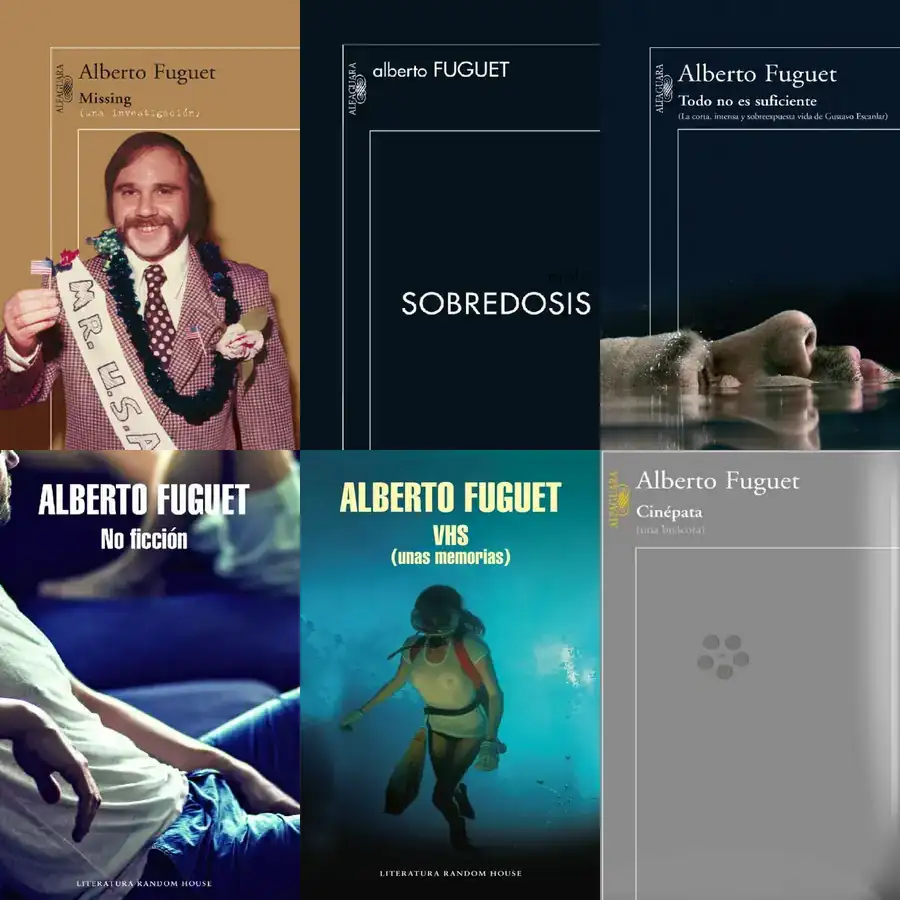 ALFAGUARA
Alberto Fuguet
Missing
(una investigación)
MR. U.S.A
ALFAGUARA
alberto FUGUET
SOBREDOSIS
ALFAGUARA
Alberto Fuguet
Todo no es suficiente
(La corta, intensa y sobreexpuesta vida de Gustavo Escanlar)
ALBERTO FUGUET
No ficción
LITERATURA RANDOM HOUSE
ALBERTO FUGUET
VHS
(unas memorias)
LITERATURA RANDOM HOUSE
ALFAGUARA
Alberto Fuguet
Cinépata
(una bitácora)